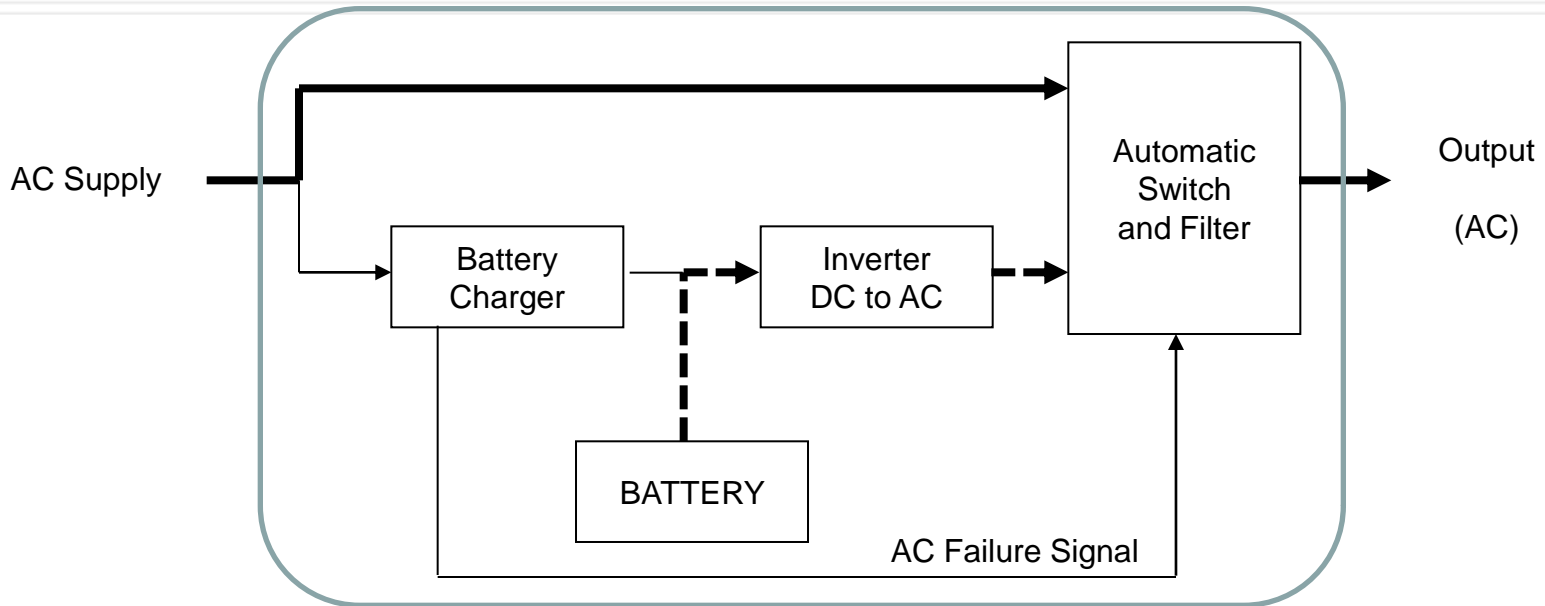 AC Supply
Automatic
Switch
and Filter
Output
(AC)
Battery
Charger
Inverter
DC to AC
BATTERY
AC Failure Signal